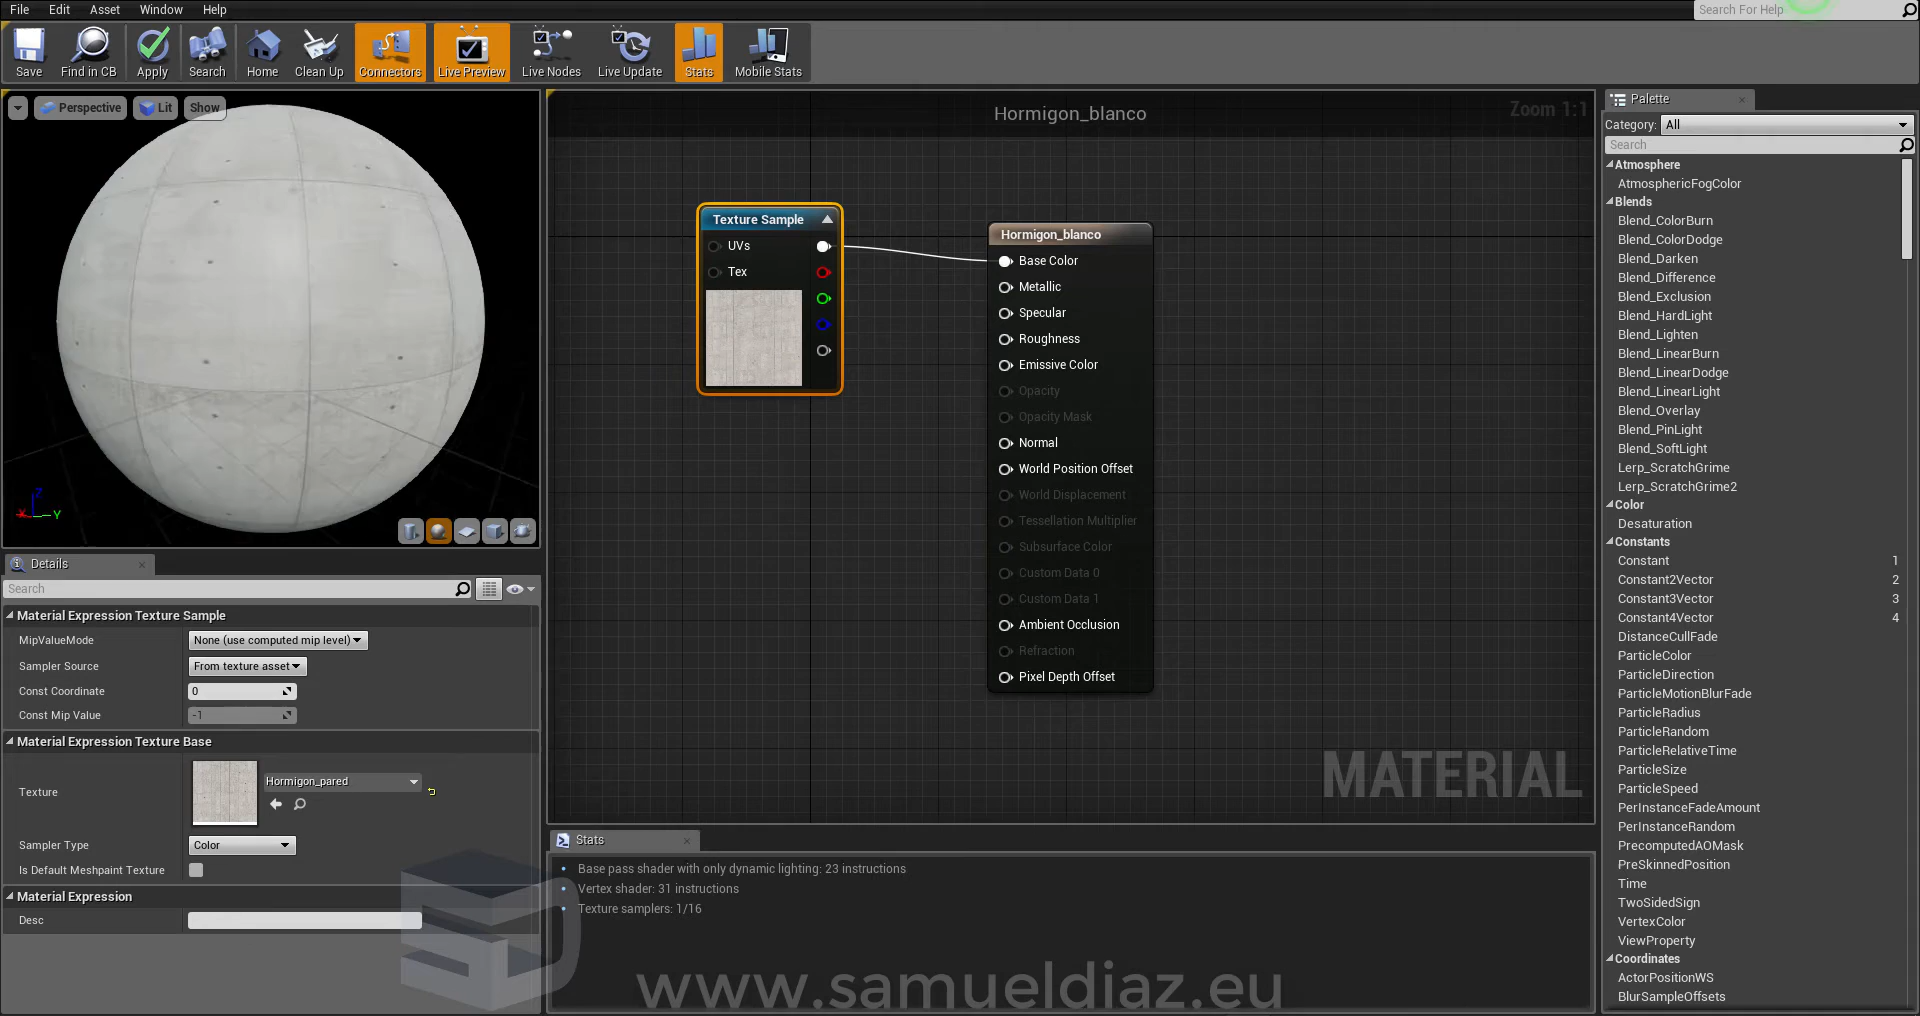 File Edit Asset Window Help
Search For Help
Save Find in CB Apply Search Home Clean Up Connectors Live Preview Live Nodes Live Update Stats Mobile Stats
Perspective Lit Show
X Y Z
Hormigon_blanco
Zoom 1:1
Texture Sample
UVs
Tex
Hormigon_blanco
Base Color
Metallic
Specular
Roughness
Emissive Color
Opacity
Opacity Mask
Normal
World Position Offset
World Displacement
Tessellation Multiplier
Subsurface Color
Custom Data 0
Custom Data 1
Ambient Occlusion
Refraction
Pixel Depth Offset
MATERIAL
Details
Search
Material Expression Texture Sample
MipValueMode None (use computed mip level)
Sampler Source From texture asset
Const Coordinate 0
Const Mip Value -1
Material Expression Texture Base
Texture Hormigon_pared
Sampler Type Color
Is Default Meshpaint Texture
Material Expression
Desc
Stats
Base pass shader with only dynamic lighting: 23 instructions
Vertex shader: 31 instructions
Texture samplers: 1/16
www.samueldiaz.eu
Palette
Category: All
Search
Atmosphere
AtmosphericFogColor
Blends
Blend_ColorBurn
Blend_ColorDodge
Blend_Darken
Blend_Difference
Blend_Exclusion
Blend_HardLight
Blend_Lighten
Blend_LinearBurn
Blend_LinearDodge
Blend_LinearLight
Blend_Overlay
Blend_PinLight
Blend_SoftLight
Lerp_ScratchGrime
Lerp_ScratchGrime2
Color
Desaturation
Constants
Constant 1
Constant2Vector 2
Constant3Vector 3
Constant4Vector 4
DistanceCullFade
ParticleColor
ParticleDirection
ParticleMotionBlurFade
ParticleRadius
ParticleRandom
ParticleRelativeTime
ParticleSize
ParticleSpeed
PerInstanceFadeAmount
PerInstanceRandom
PrecomputedAOMask
PreSkinnedPosition
Time
TwoSidedSign
VertexColor
ViewProperty
Coordinates
ActorPositionWS
BlurSampleOffsets